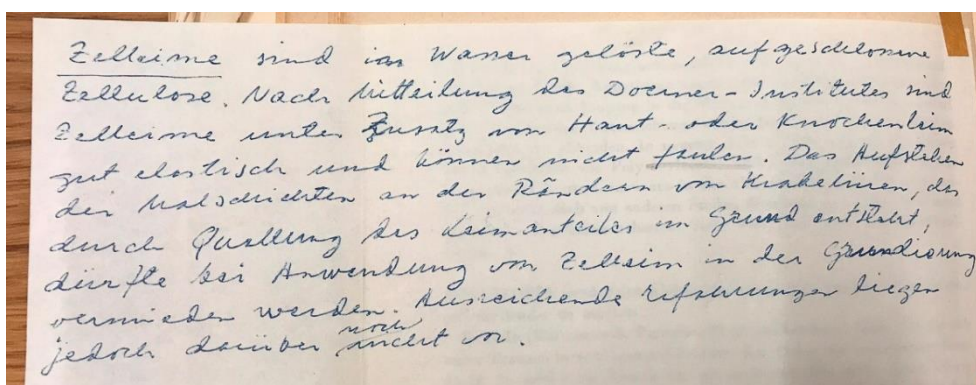 Zelleime sind in Wasser gelöste, aufgeschlossene
Zellulose. Nach Mitteilung des Doerner-Institutes sind
Zelleime unter Zusatz von Haut- oder Knochenleim
gut elastisch und können nicht faulen. Das Aufstehen
der Malschichten an den Rändern von Krakelüren, das
durch Quellung des Leimanteiles im Grund entsteht,
dürfte bei Anwendung von Zelleim in der Grundierung
vermieden werden. Ausreichende Erfahrungen liegen
jedoch darüber noch nicht vor.